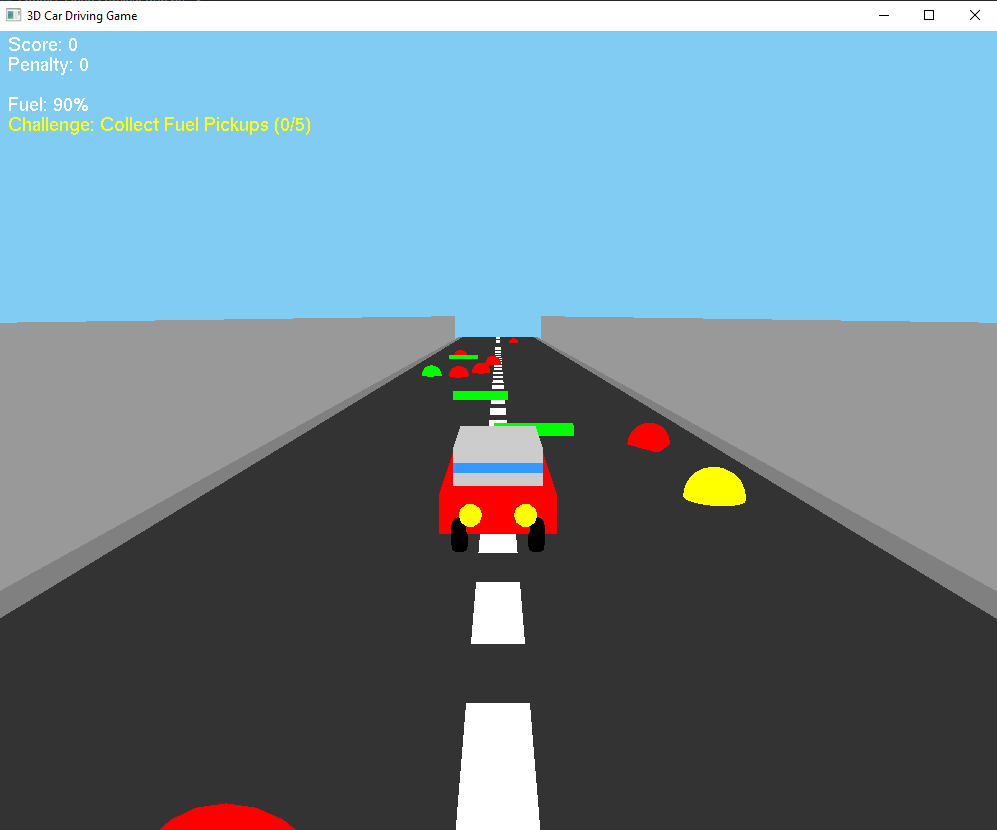 3D Car Driving Game
Score: 0
Penalty: 0
Fuel: 90%
Challenge: Collect Fuel Pickups (0/5)